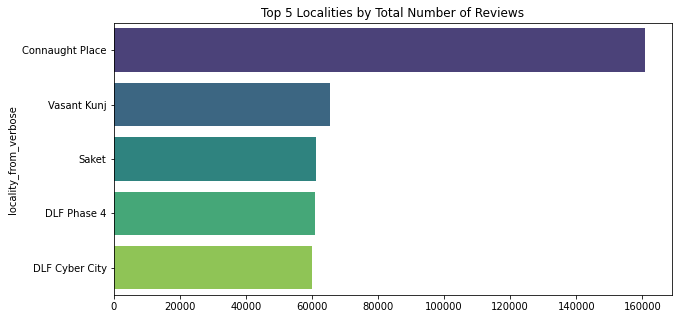 Top 5 Localities by Total Number of Reviews
locality_from_verbose
Connaught Place
Vasant Kunj
Saket
DLF Phase 4
DLF Cyber City
0 20000 40000 60000 80000 100000 120000 140000 160000